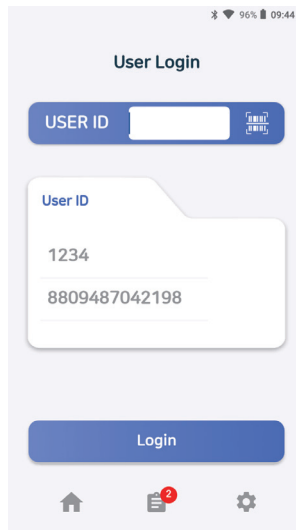 96% 09:44
User Login
USER ID
User ID
1234
8809487042198
Login
2